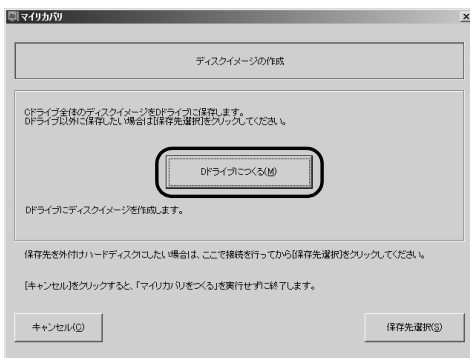 マイリカバリ
ディスクイメージの作成
Cドライブ全体のディスクイメージをDドライブに保存します。
Dドライブ以外に保存したい場合は[保存先選択]をクリックしてください。
Dドライブにつくる(M)
Dドライブにディスクイメージを作成します。
保存先を外付けハードディスクにしたい場合は、ここで接続を行ってから[保存先選択]をクリックしてください。
[キャンセル]をクリックすると、「マイリカバリをつくる」を実行せずに終了します。
キャンセル(C)
保存先選択(S)